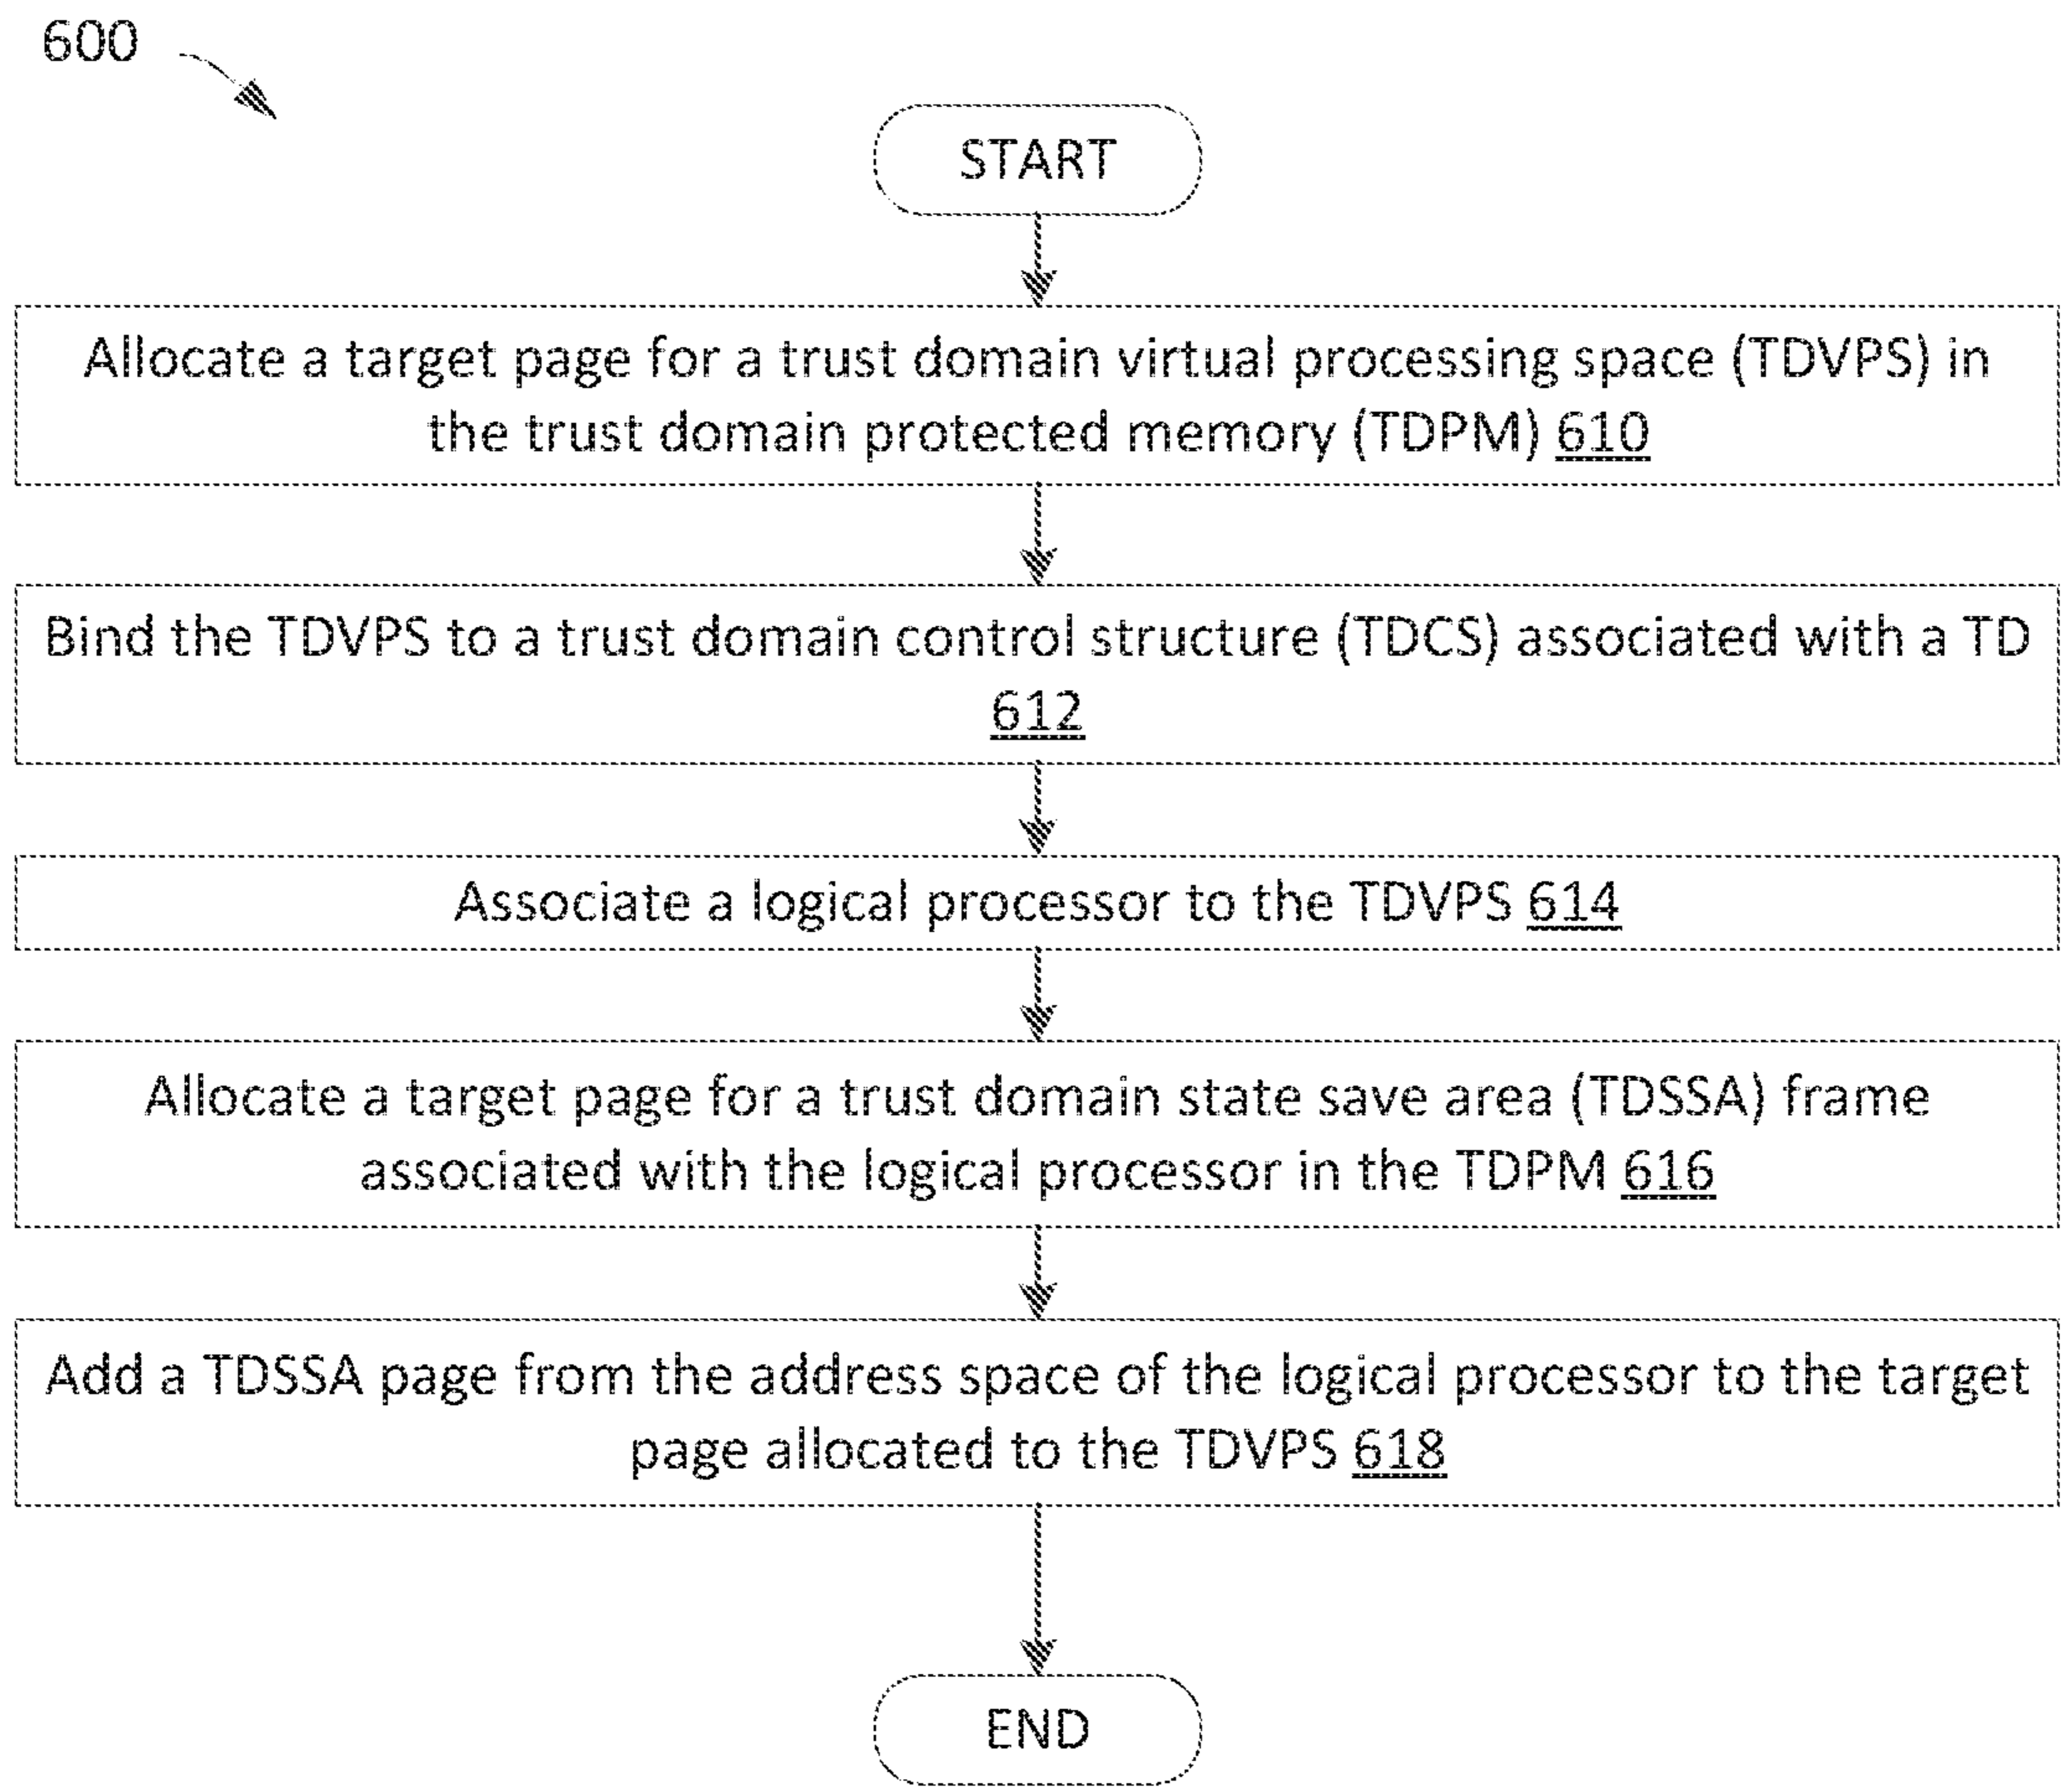 600
START
Allocate a target page for a trust domain virtual processing space (TDVPS) in
the trust domain protected memory (TDPM) 610
Bind the TDVPS to a trust domain control structure (TDCS) associated with a TD
612
Associate a logical processor to the TDVPS 614
Allocate a target page for a trust domain state save area (TDSSA) frame
associated with the logical processor in the TDPM 616
Add a TDSSA page from the address space of the logical processor to the target
page allocated to the TDVPS 618
END